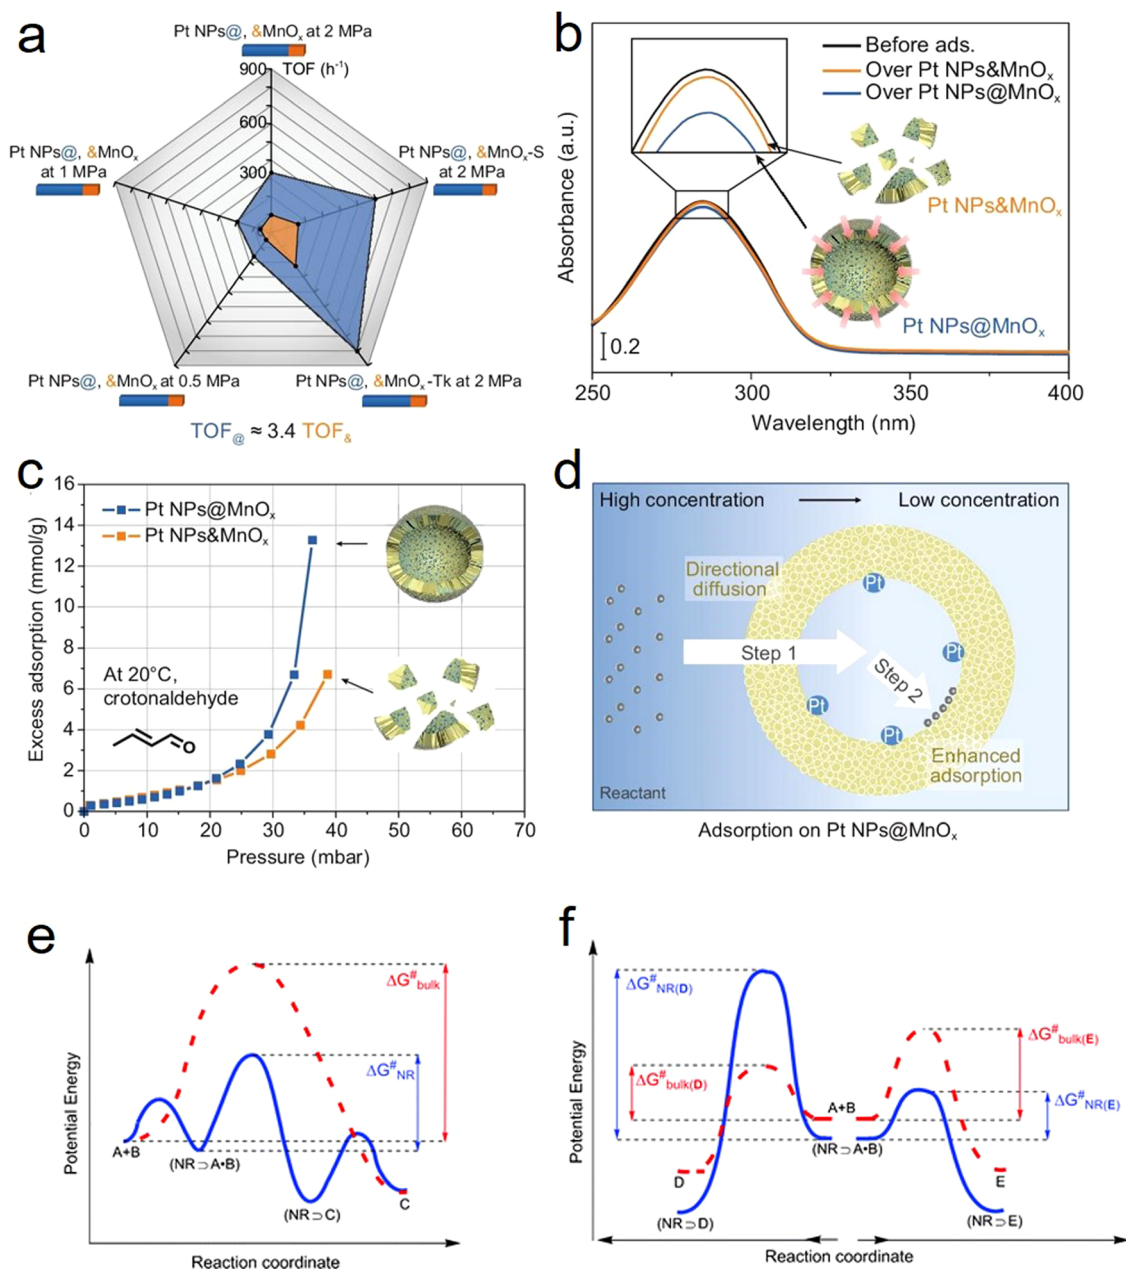 a
Pt NPs@, &MnOₓ at 2 MPa
900
TOF (h⁻¹)
600
300
Pt NPs@, &MnOₓ
at 1 MPa
Pt NPs@, &MnOₓ-S
at 2 MPa
Pt NPs@, &MnOₓ at 0.5 MPa
Pt NPs@, &MnOₓ-Tk at 2 MPa
TOF@ ≈ 3.4 TOF&
b
Before ads.
Over Pt NPs&MnOₓ
Over Pt NPs@MnOₓ
Absorbance (a.u.)
Pt NPs&MnOₓ
Pt NPs@MnOₓ
0.2
250
300
350
400
Wavelength (nm)
c
16
14
12
10
8
6
4
2
0
Excess adsorption (mmol/g)
Pt NPs@MnOₓ
Pt NPs&MnOₓ
At 20°C,
crotonaldehyde
O
0
10
20
30
40
50
60
70
Pressure (mbar)
d
High concentration
Low concentration
Directional
diffusion
Pt
Pt
Step 1
Step 2
Pt
Pt
Enhanced
adsorption
Reactant
Adsorption on Pt NPs@MnOₓ
e
Potential Energy
ΔG#bulk
ΔG#NR
A+B
(NR⊃A•B)
(NR⊃C)
C
Reaction coordinate
f
Potential Energy
ΔG#NR(D)
ΔG#bulk(D)
ΔG#bulk(E)
ΔG#NR(E)
A+B
(NR⊃A•B)
D
E
(NR⊃D)
(NR⊃E)
Reaction coordinate